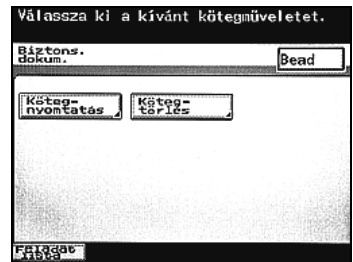 Válassza ki a kívánt kötegműveletet.
Biztons.
dokum.
Bead
Köteg-
nyomtatás
Köteg-
törlés
Feladat
lista